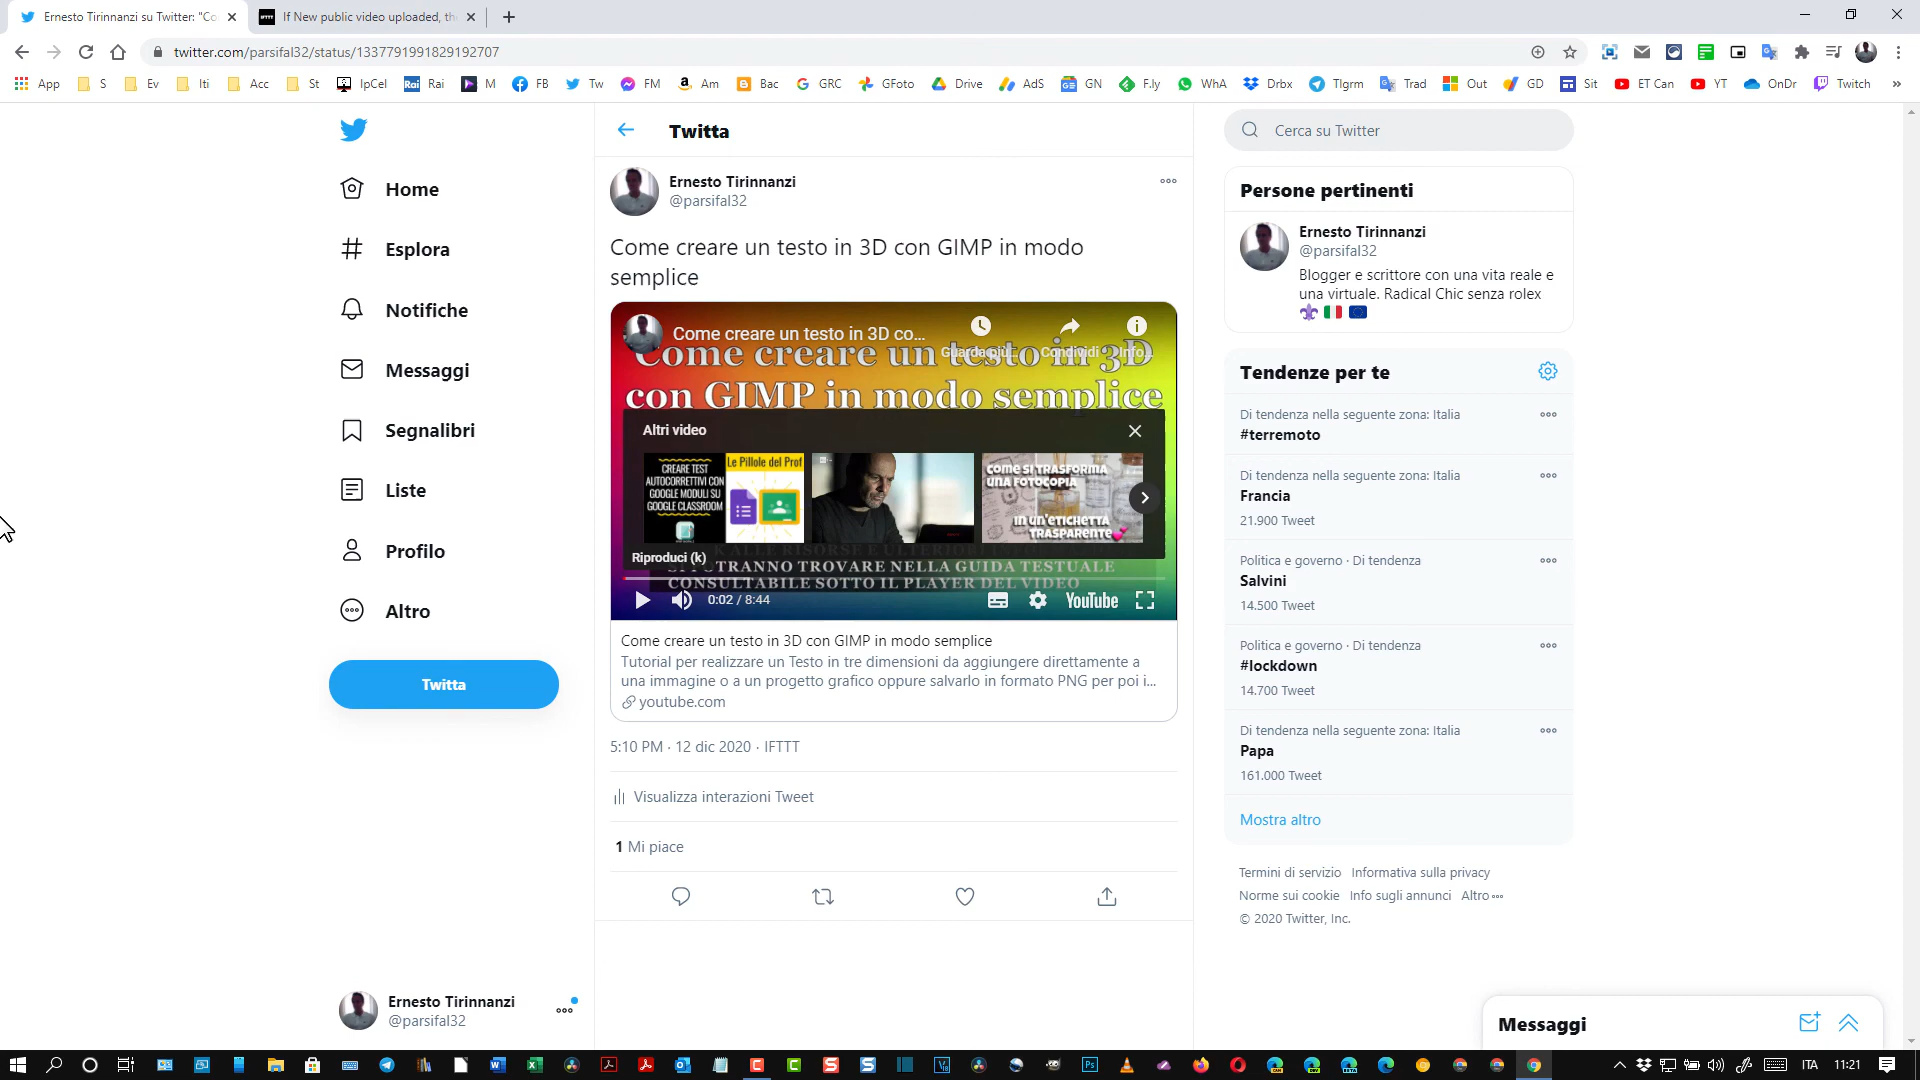 Ernesto Tirinnanzi su Twitter: "Co
If New public video uploaded, th
twitter.com/parsifal32/status/1337791991829192707
App
S
Ev
Iti
Acc
St
IpCel
Rai
M
FB
Tw
FM
Am
Bac
GRC
GFoto
Drive
AdS
GN
F.ly
WhA
Drbx
Tlgrm
Trad
Out
GD
Sit
ET Can
YT
OnDr
Twitch
Home
Esplora
Notifiche
Messaggi
Segnalibri
Liste
Profilo
Altro
Twitta
Ernesto Tirinnanzi
@parsifal32
Twitta
Ernesto Tirinnanzi
@parsifal32
Come creare un testo in 3D con GIMP in modo
semplice
Come creare un testo in 3D co...
Guarda più...
Condividi
Info...
Come creare un testo in 3D
con GIMP in modo semplice
Altri video
CREARE TEST
AUTOCORRETTIVI CON
GOOGLE MODULI SU
GOOGLE CLASSROOM
Le Pillole del Prof
COME SI TRASFORMA
UNA FOTOCOPIA
IN UN'ETICHETTA
TRASPARENTE
Riproduci (k)
K ALLE RISORSE E ULTERIORI
SI POTRANNO TROVARE NELLA GUIDA TESTUALE
CONSULTABILE SOTTO IL PLAYER DEL VIDEO
0:02 / 8:44
YouTube
Come creare un testo in 3D con GIMP in modo semplice
Tutorial per realizzare un Testo in tre dimensioni da aggiungere direttamente a
una immagine o a un progetto grafico oppure salvarlo in formato PNG per poi i...
youtube.com
5:10 PM · 12 dic 2020 · IFTTT
Visualizza interazioni Tweet
1 Mi piace
Cerca su Twitter
Persone pertinenti
Ernesto Tirinnanzi
@parsifal32
Blogger e scrittore con una vita reale e
una virtuale. Radical Chic senza rolex
Tendenze per te
Di tendenza nella seguente zona: Italia
#terremoto
Di tendenza nella seguente zona: Italia
Francia
21.900 Tweet
Politica e governo · Di tendenza
Salvini
14.500 Tweet
Politica e governo · Di tendenza
#lockdown
14.700 Tweet
Di tendenza nella seguente zona: Italia
Papa
161.000 Tweet
Mostra altro
Termini di servizio Informativa sulla privacy
Norme sui cookie Info sugli annunci Altro
© 2020 Twitter, Inc.
Messaggi
ITA
11:21